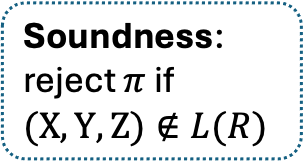 Soundness:
reject π if
(X, Y, Z) ∉ L(R)